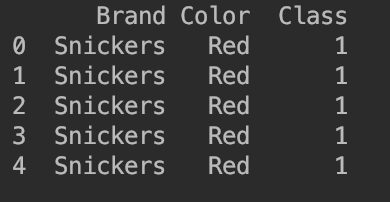 Brand Color Class
0 Snickers Red 1
1 Snickers Red 1
2 Snickers Red 1
3 Snickers Red 1
4 Snickers Red 1